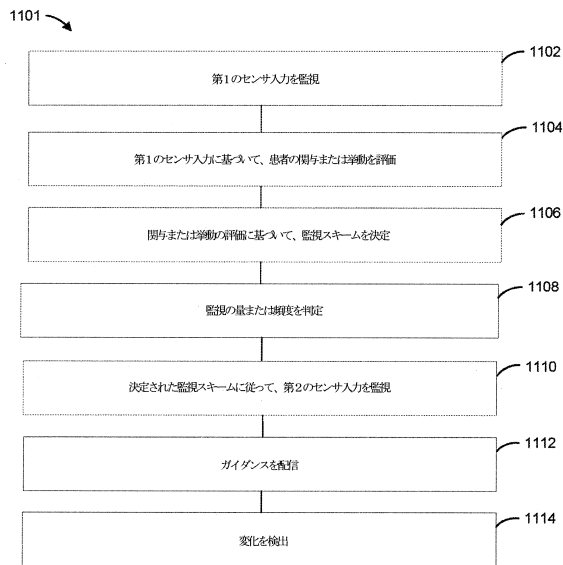 1101
1102
第1のセンサ入力を監視
1104
第1のセンサ入力に基づいて、患者の関与または挙動を評価
1106
関与または挙動の評価に基づいて、監視スキームを決定
1108
監視の量または頻度を判定
1110
決定された監視スキームに従って、第2のセンサ入力を監視
1112
ガイダンスを配信
1114
変化を検出